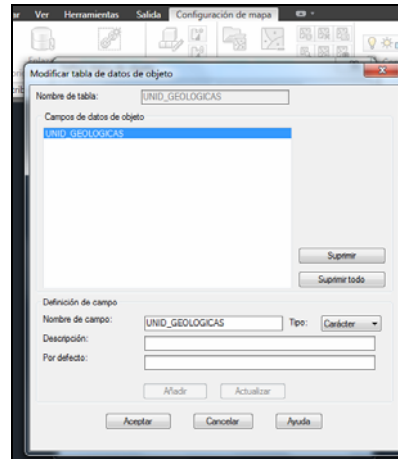 ar Ver Herramientas Salida Configuración de mapa
Modificar tabla de datos de objeto
Nombre de tabla: UNID_GEOLOGICAS
Campos de datos de objeto
UNID_GEOLOGICAS
Suprimir
Suprimir todo
Definición de campo
Nombre de campo: UNID_GEOLOGICAS Tipo: Carácter
Descripción:
Por defecto:
Añadir Actualizar
Aceptar Cancelar Ayuda